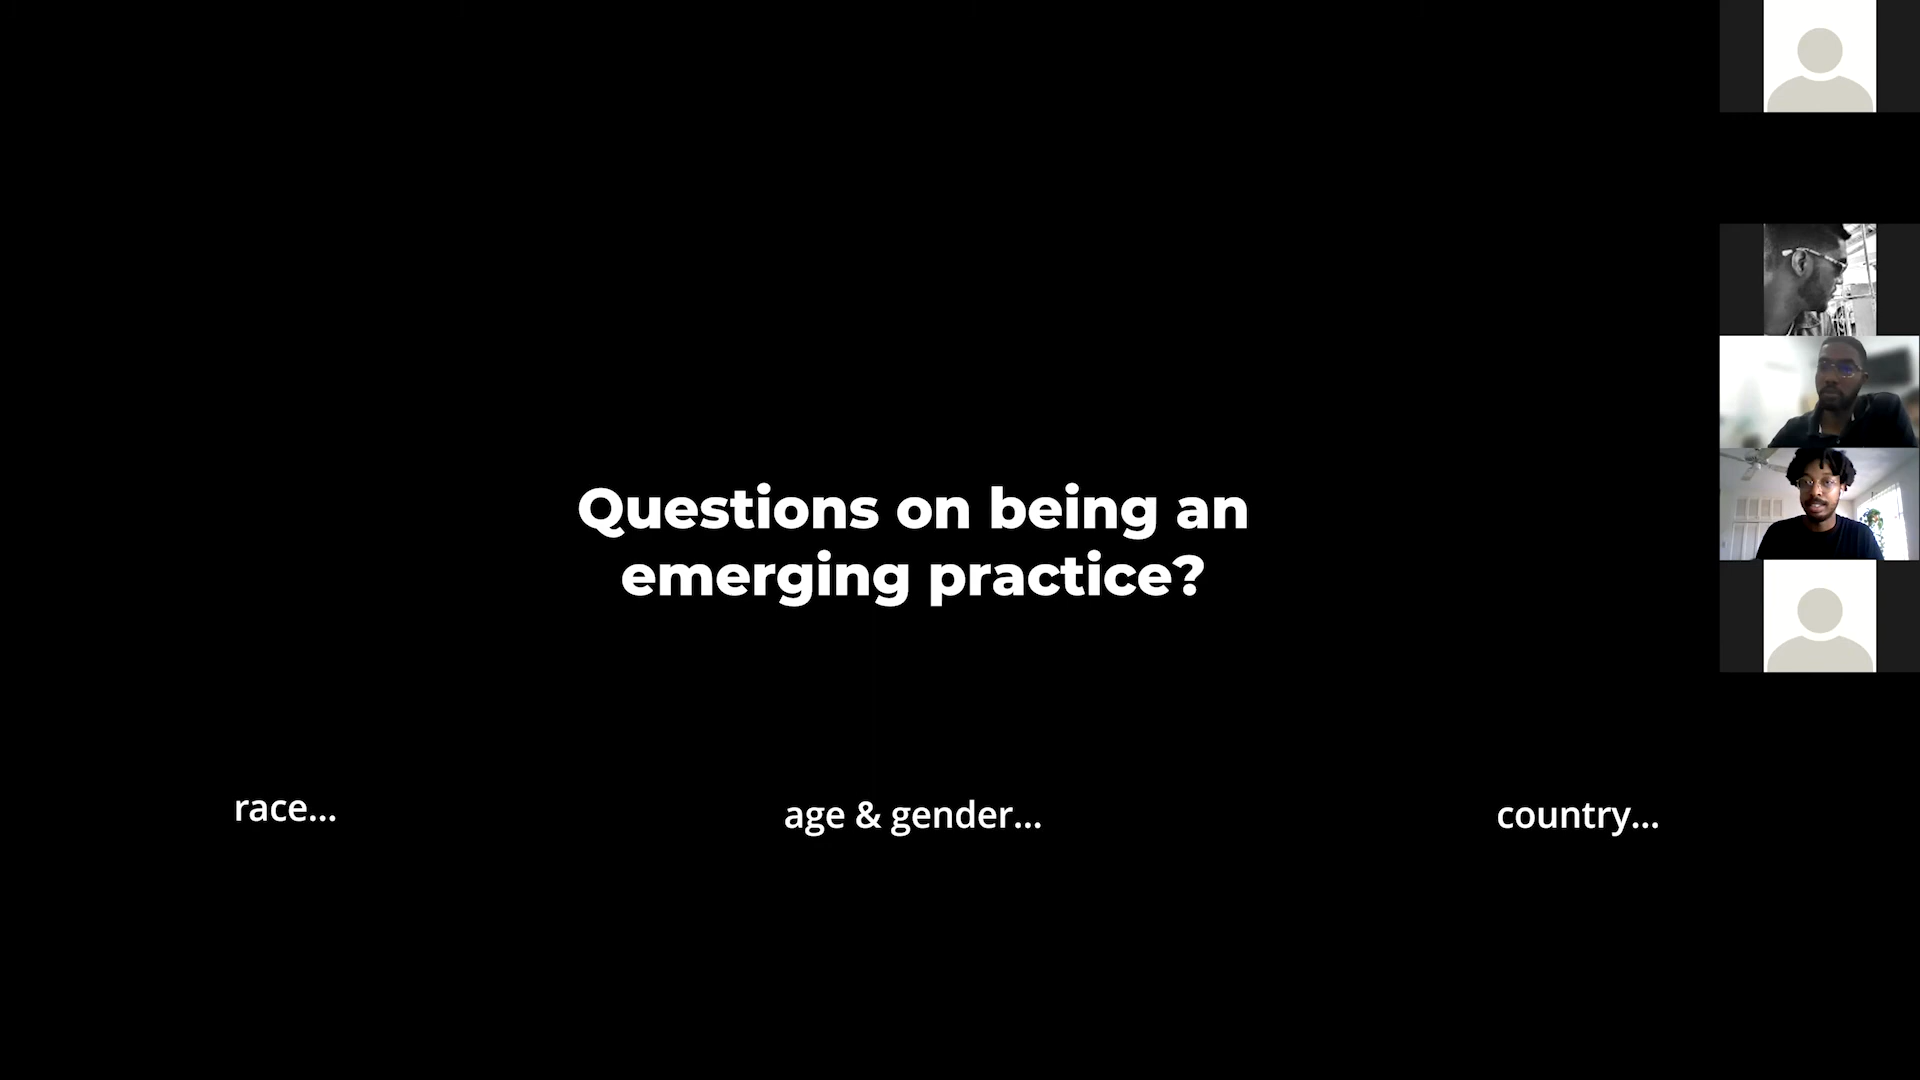 Questions on being an
emerging practice?
race...
age & gender...
country...